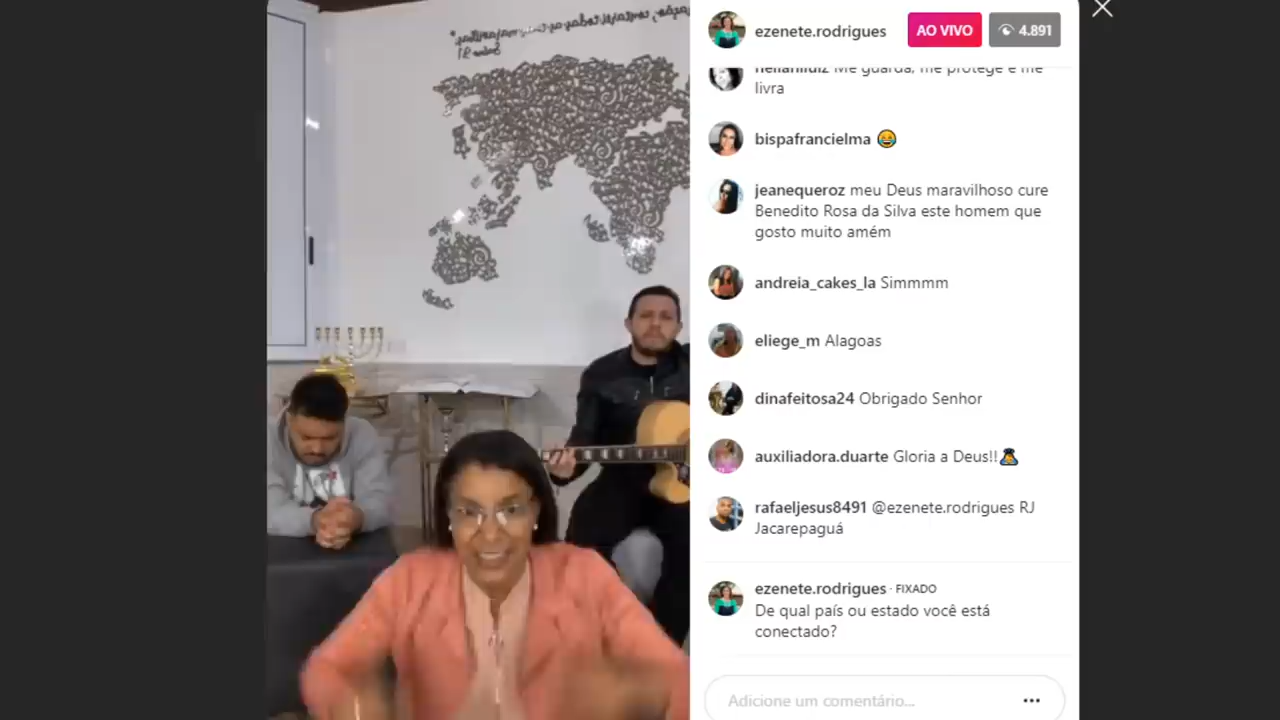 ezenete.rodrigues AO VIVO 4.891
Me guarda, me protege e me
livra
bispafrancielma 😂
jeanequeroz meu Deus maravilhoso cure
Benedito Rosa da Silva este homem que
gosto muito amém
andreia_cakes_la Simmmm
eliege_m Alagoas
dinafeitosa24 Obrigado Senhor
auxiliadora.duarte Gloria a Deus!!
rafaeljesus8491 @ezenete.rodrigues RJ
Jacarepaguá
ezenete.rodrigues · FIXADO
De qual país ou estado você está
conectado?
Adicione um comentário...